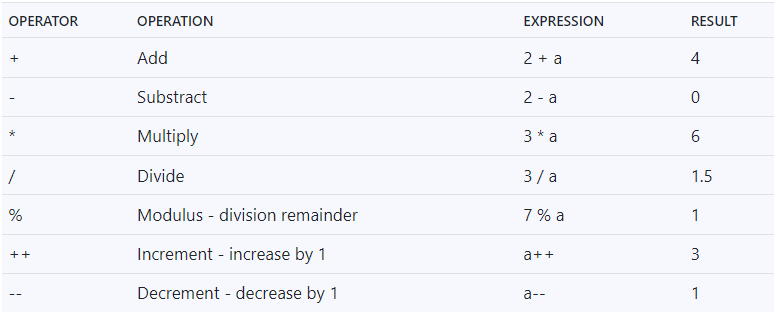 OPERATOR OPERATION EXPRESSION RESULT
+ Add 2 + a 4
- Substract 2 - a 0
* Multiply 3 * a 6
/ Divide 3 / a 1.5
% Modulus - division remainder 7 % a 1
++ Increment - increase by 1 a++ 3
-- Decrement - decrease by 1 a-- 1